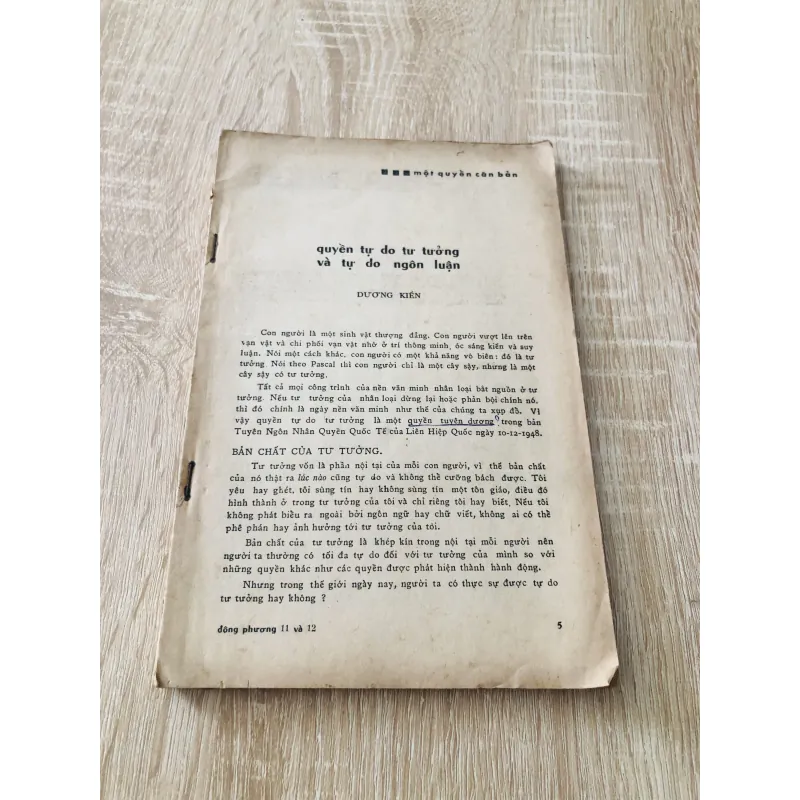 ■ ■ ■ một quyền căn bản
quyền tự do tư tưởng
và tự do ngôn luận
DƯƠNG KIỀN
Con người là một sinh vật thượng đẳng. Con người vượt lên trên
vạn vật và chi phối vạn vật nhờ ở trí thông minh, óc sáng kiến và suy
luận. Nói một cách khác, con người có một khả năng vô biên : đó là tư
tưởng. Nói theo Pascal thì con người chỉ là một cây sậy, nhưng là một
cây sậy có tư tưởng.
Tất cả mọi công trình của nền văn minh nhân loại bắt nguồn ở tư
tưởng. Nếu tư tưởng của nhân loại dừng lại hoặc phản bội chính nó,
thì đó chính là ngày nền văn minh như thế của chúng ta xụp đổ. Vì
vậy quyền tự do tư tưởng là một quyền tuyên dương trong bản
Tuyên Ngôn Nhân Quyền Quốc Tế của Liên Hiệp Quốc ngày 10-12-1948.
BẢN CHẤT CỦA TƯ TƯỞNG.
Tư tưởng vốn là phần nội tại của mỗi con người, vì thế bản chất
của nó thật ra lúc nào cũng tự do và không thể cưỡng bách được. Tôi
yêu hay ghét, tôi sùng tín hay không sùng tín một tôn giáo, điều đó
hình thành ở trong tư tưởng của tôi và chỉ riêng tôi hay biết. Nếu tôi
không phát biểu ra ngoài bởi ngôn ngữ hay chữ viết, không ai có thể
phê phán hay ảnh hưởng tới tư tưởng của tôi.
Bản chất của tư tưởng là khép kín trong nội tại mỗi người nên
người ta thường có tối đa tự do đối với tư tưởng của mình so với
những quyền khác như các quyền được phát hiện thành hành động.
Nhưng trong thế giới ngày nay, người ta có thực sự được tự do
tư tưởng hay không ?
đông phương 11 và 12
5